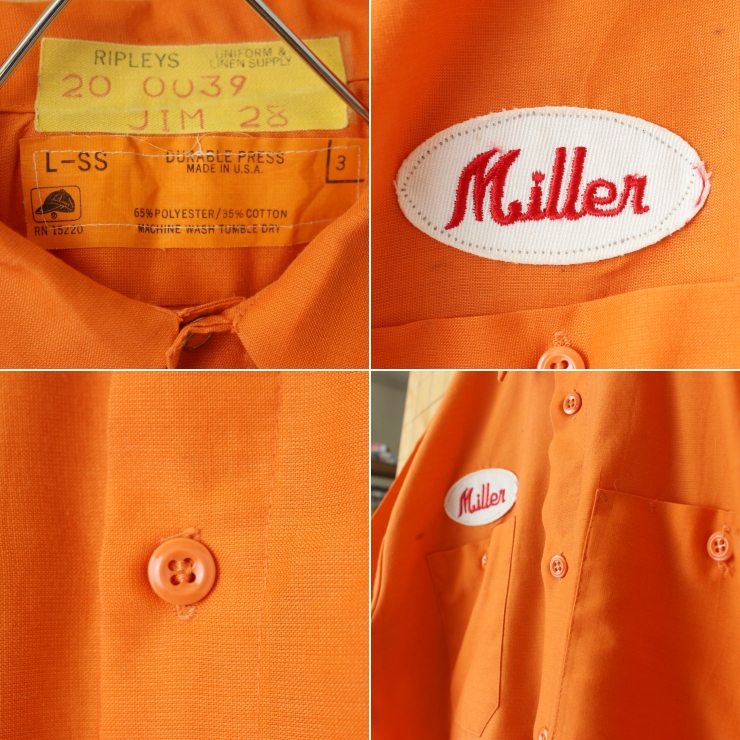 RIPLEYS UNIFORM &
LINEN SUPPLY
20 0039
JIM 28
L-SS DURABLE PRESS 3
MADE IN U.S.A.
65% POLYESTER/35% COTTON
RN 15220 MACHINE WASH TUMBLE DRY
Miller
Miller